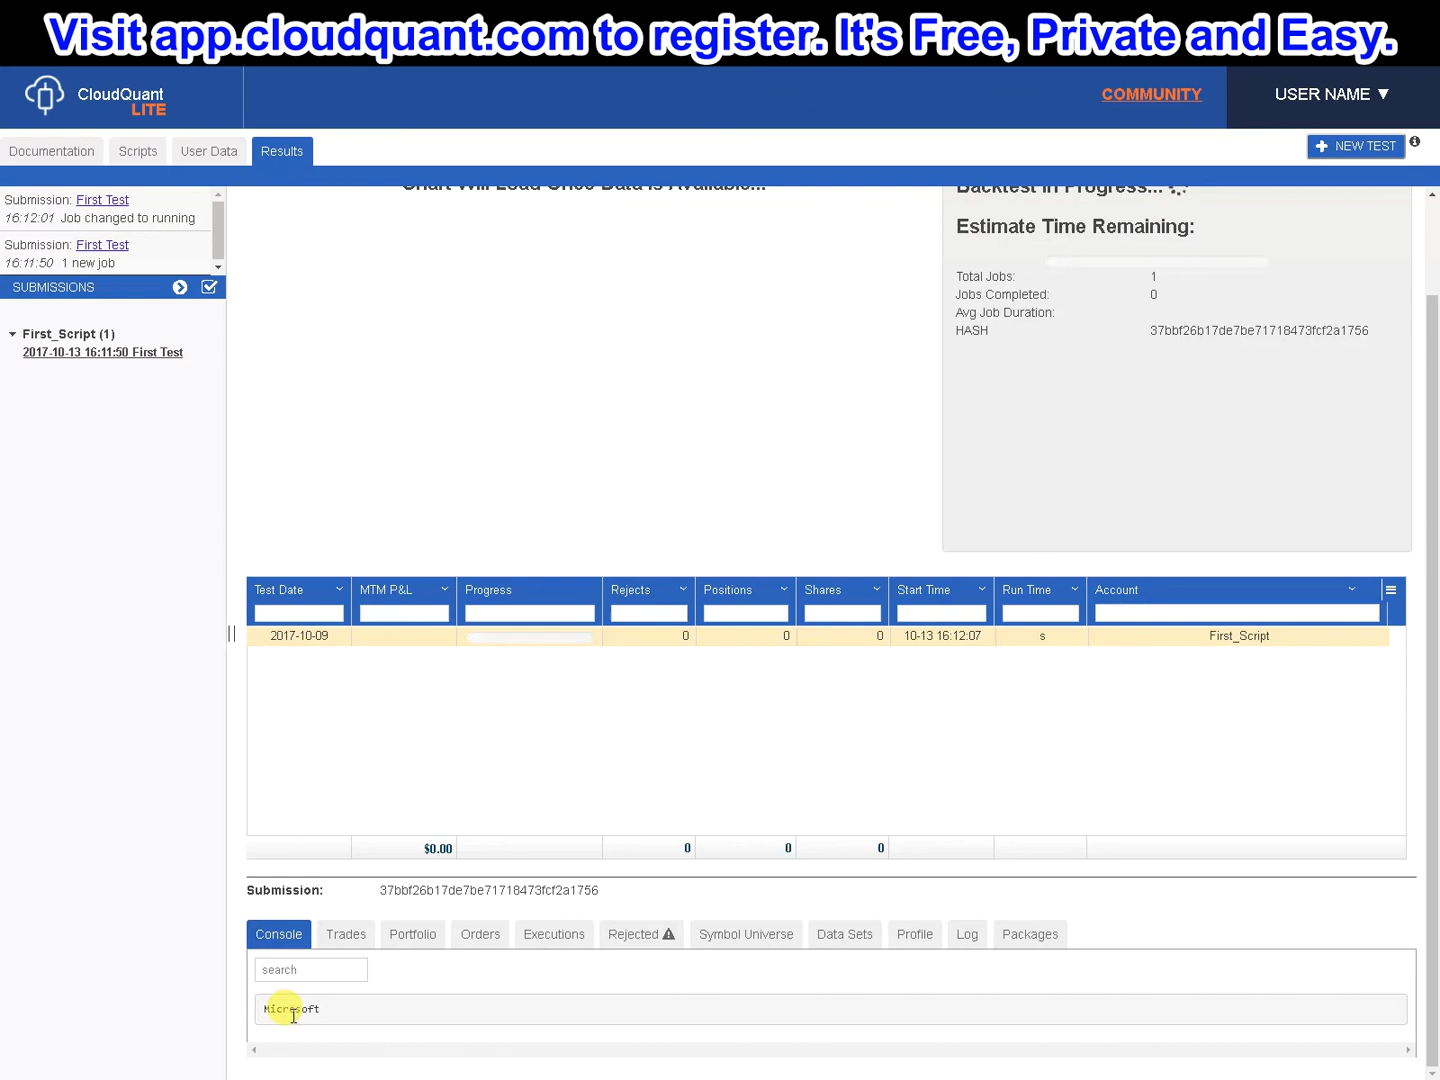 Visit app.cloudquant.com to register. It's Free, Private and Easy.
CloudQuant
LITE
COMMUNITY
USER NAME ▼
Documentation
Scripts
User Data
Results
NEW TEST
Submission: First Test
16:12:01 Job changed to running
Submission: First Test
16:11:50 1 new job
SUBMISSIONS
First_Script (1)
2017-10-13 16:11:50 First Test
Chart Will Load Once Data Is Available...
Backtest In Progress...
Estimate Time Remaining:
Total Jobs: 1
Jobs Completed: 0
Avg Job Duration:
HASH 37bbf26b17de7be71718473fcf2a1756
Test Date MTM P&L Progress Rejects Positions Shares Start Time Run Time Account
2017-10-09 0 0 0 10-13 16:12:07 s First_Script
$0.00 0 0 0
Submission: 37bbf26b17de7be71718473fcf2a1756
Console Trades Portfolio Orders Executions Rejected Symbol Universe Data Sets Profile Log Packages
search
Microsoft